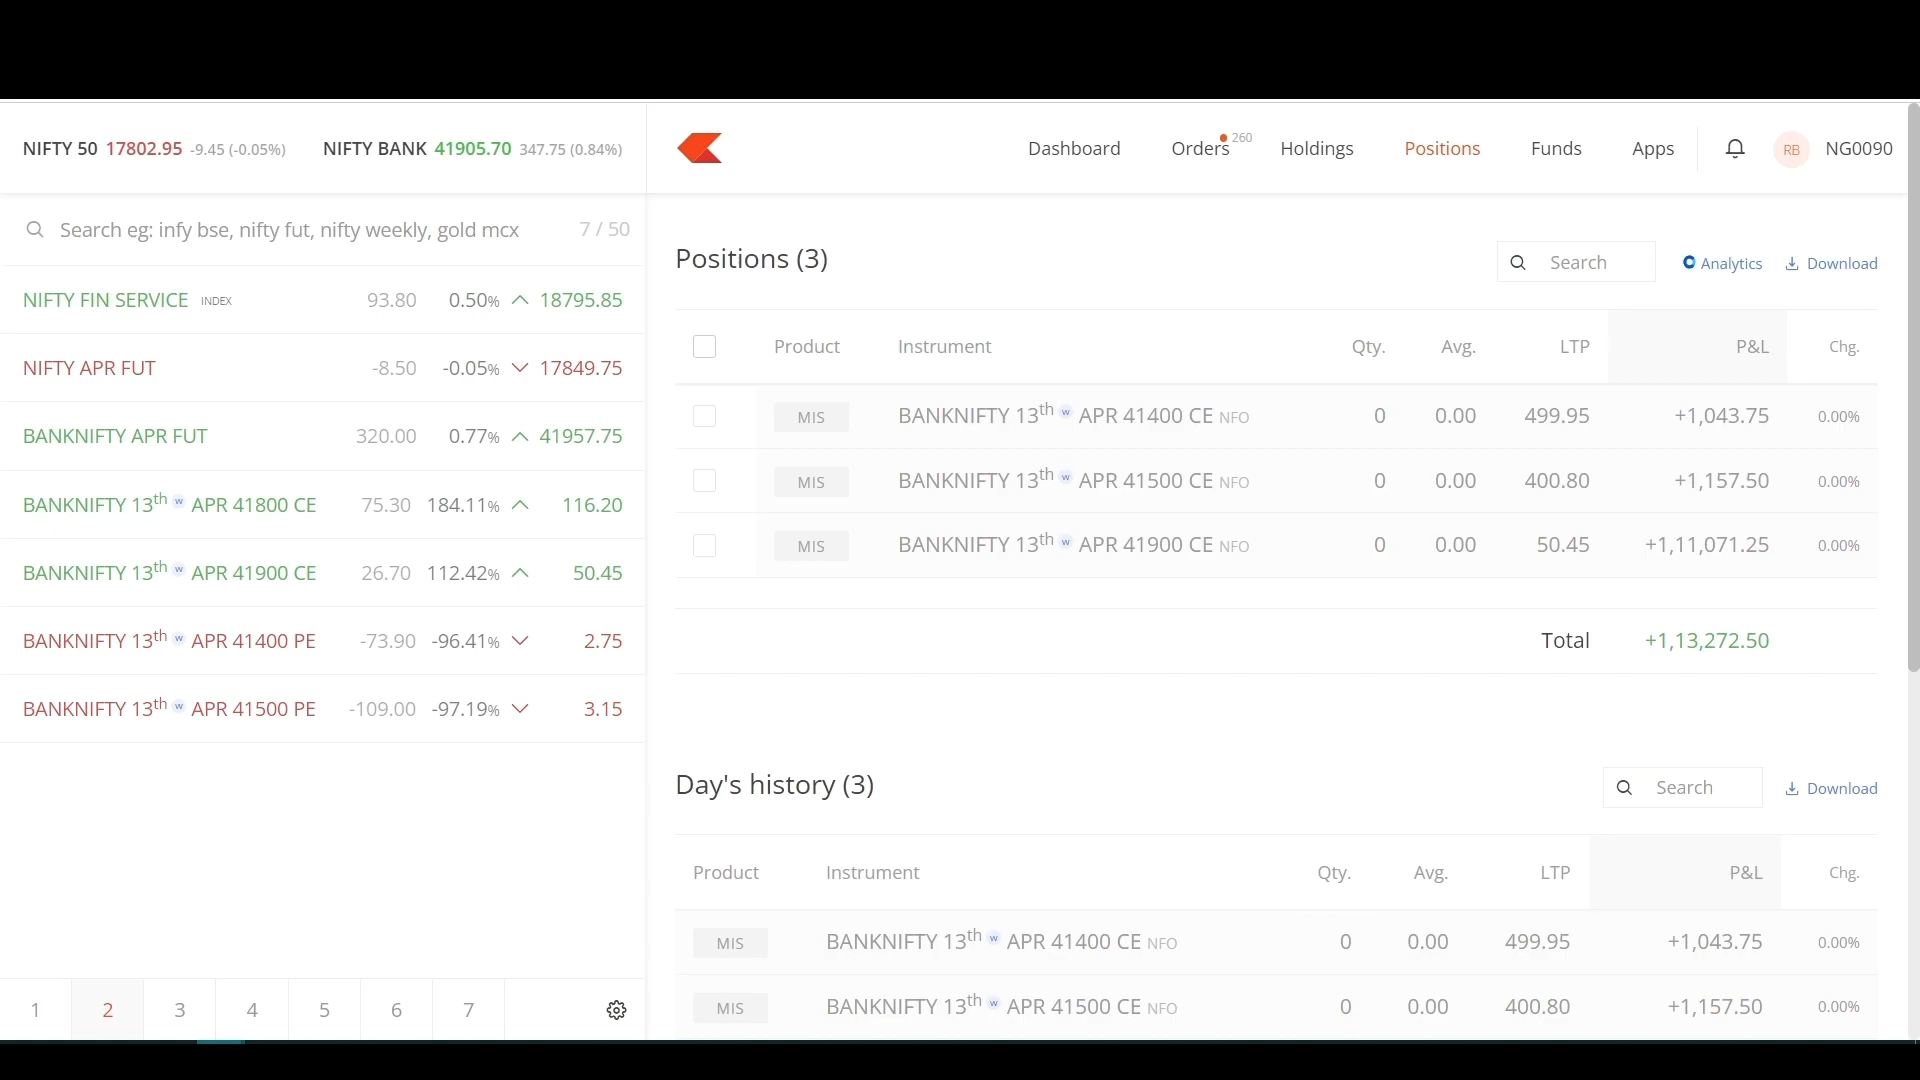 NIFTY 50 17802.95 -9.45 (-0.05%) NIFTY BANK 41905.70 347.75 (0.84%)
Dashboard Orders 260 Holdings Positions Funds Apps RB NG0090
Search eg: infy bse, nifty fut, nifty weekly, gold mcx 7 / 50
NIFTY FIN SERVICE INDEX 93.80 0.50% 18795.85
NIFTY APR FUT -8.50 -0.05% 17849.75
BANKNIFTY APR FUT 320.00 0.77% 41957.75
BANKNIFTY 13th w APR 41800 CE 75.30 184.11% 116.20
BANKNIFTY 13th w APR 41900 CE 26.70 112.42% 50.45
BANKNIFTY 13th w APR 41400 PE -73.90 -96.41% 2.75
BANKNIFTY 13th w APR 41500 PE -109.00 -97.19% 3.15
1 2 3 4 5 6 7
Positions (3) Search Analytics Download
Product Instrument Qty. Avg. LTP P&L Chg.
MIS BANKNIFTY 13th w APR 41400 CE NFO 0 0.00 499.95 +1,043.75 0.00%
MIS BANKNIFTY 13th w APR 41500 CE NFO 0 0.00 400.80 +1,157.50 0.00%
MIS BANKNIFTY 13th w APR 41900 CE NFO 0 0.00 50.45 +1,11,071.25 0.00%
Total +1,13,272.50
Day's history (3) Search Download
Product Instrument Qty. Avg. LTP P&L Chg.
MIS BANKNIFTY 13th w APR 41400 CE NFO 0 0.00 499.95 +1,043.75 0.00%
MIS BANKNIFTY 13th w APR 41500 CE NFO 0 0.00 400.80 +1,157.50 0.00%